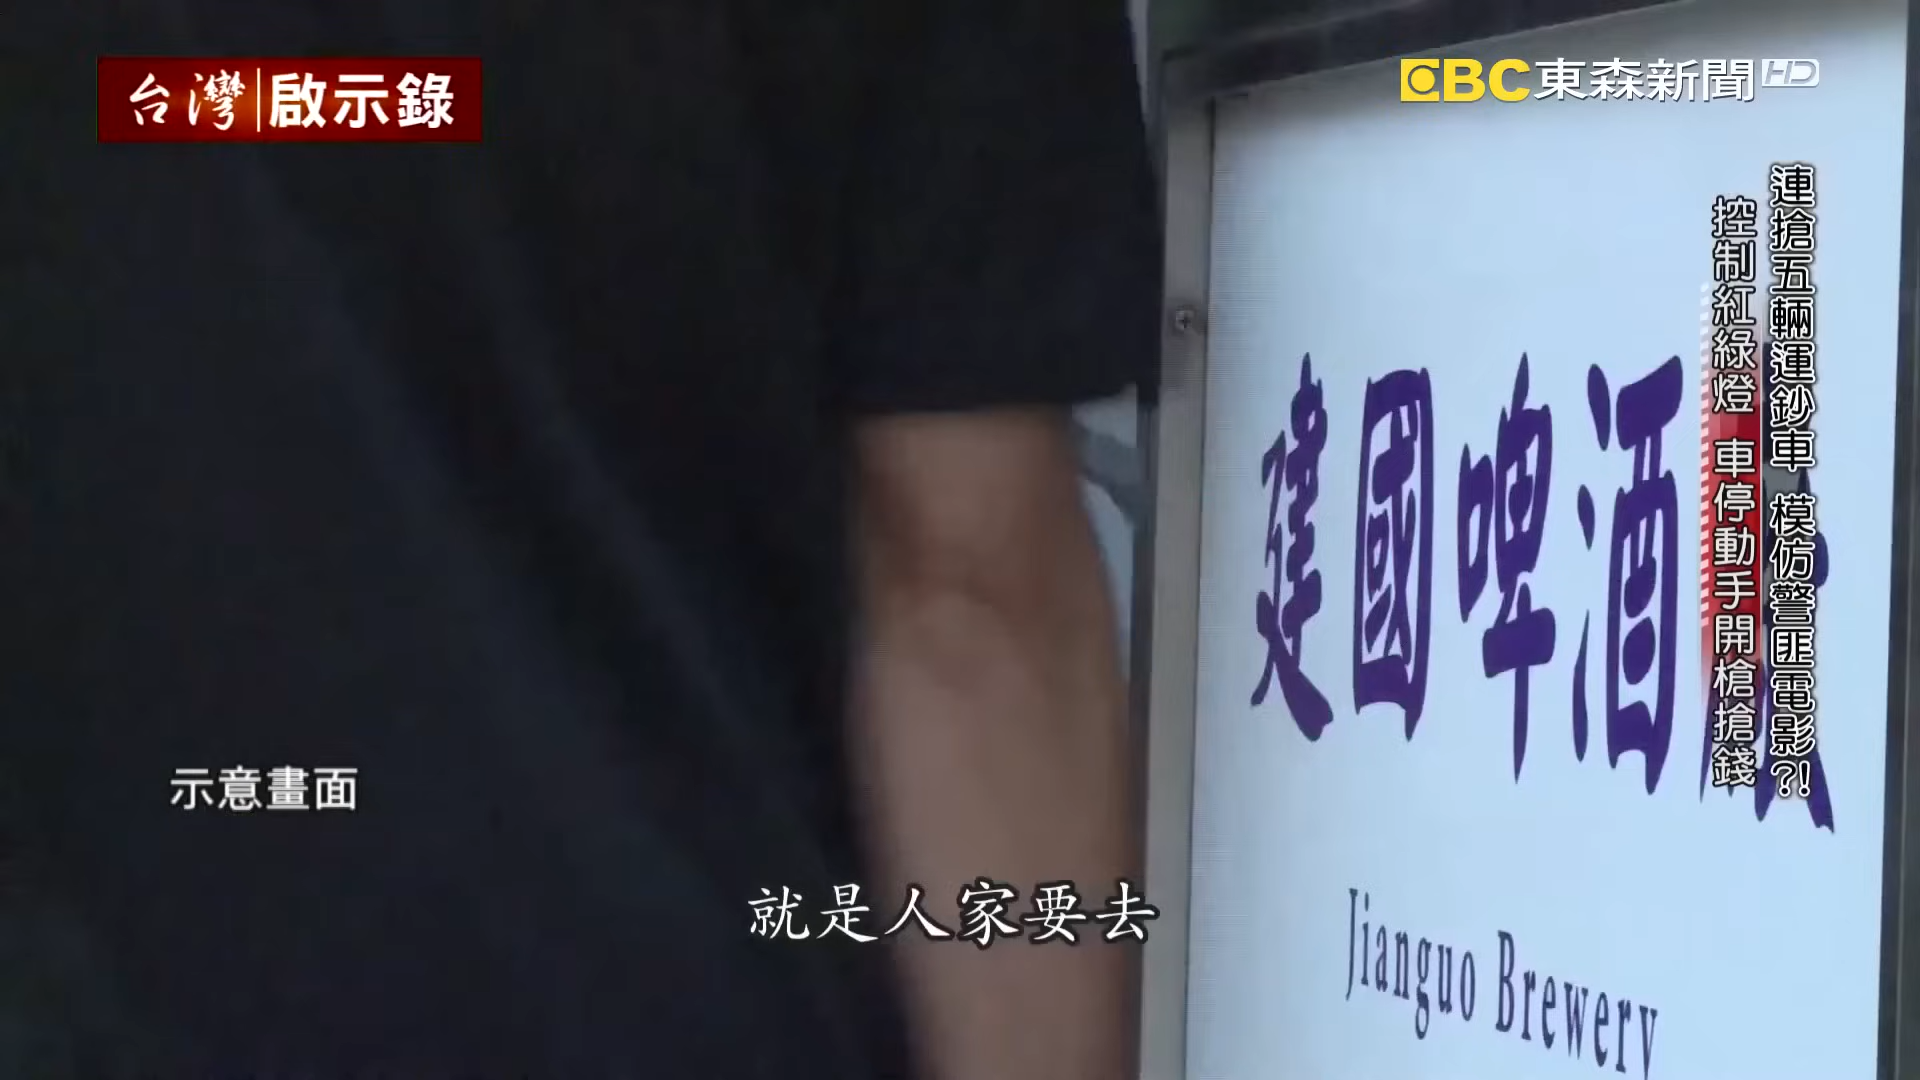 台灣啟示錄
EBC東森新聞HD
連搶五輛運鈔車 模仿警匪電影?!
控制紅綠燈 車停動手開槍搶錢
建國啤酒
Jianguo Brewery
示意畫面
就是人家要去